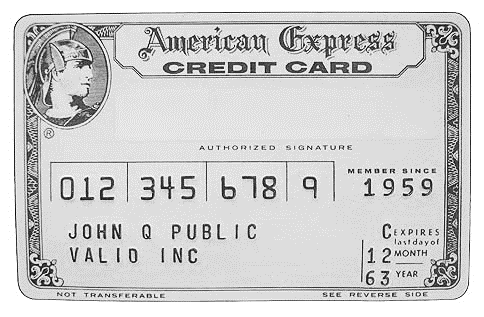 American Express
CREDIT CARD
®
AUTHORIZED SIGNATURE
MEMBER SINCE
012 345 678 9 1959
JOHN Q PUBLIC
VALID INC
C EXPIRES
last day of
12 MONTH
63 YEAR
NOT TRANSFERABLE SEE REVERSE SIDE